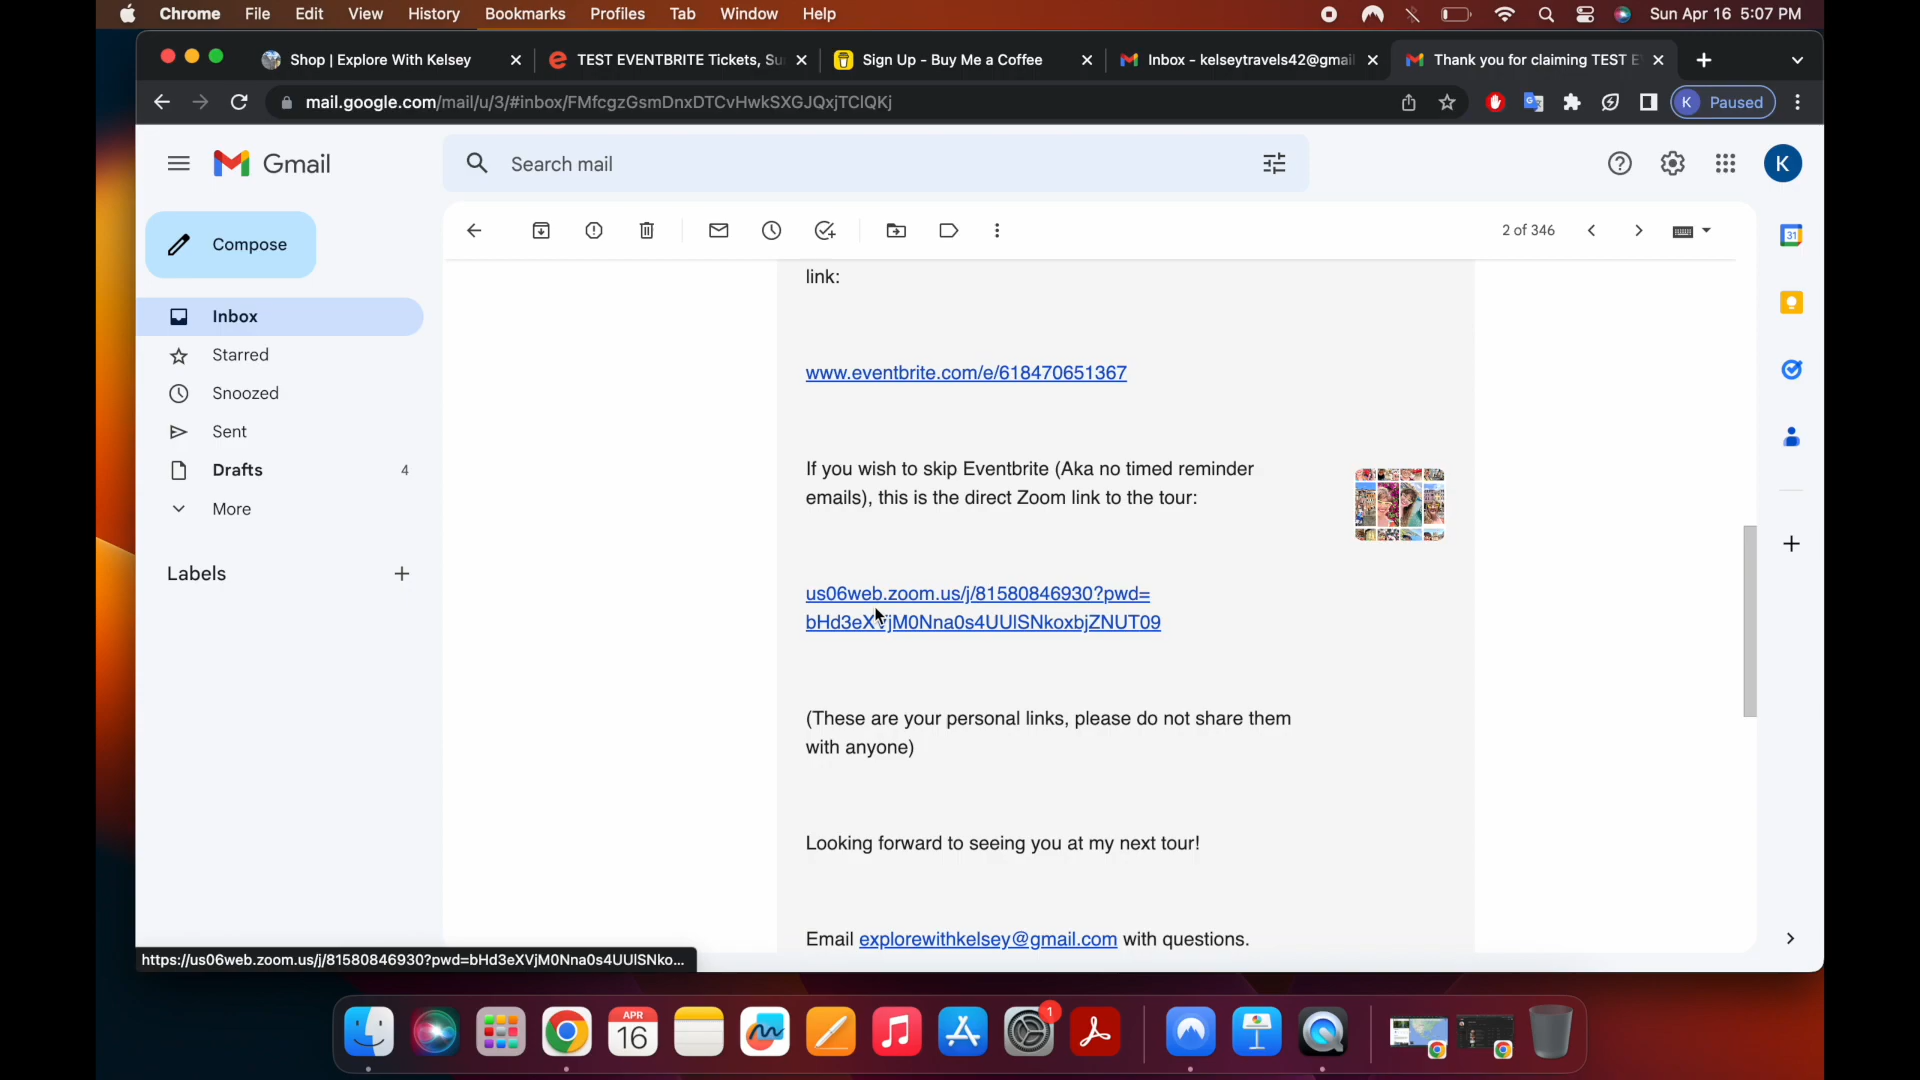 Chrome File Edit View History Bookmarks Profiles Tab Window Help Sun Apr 16 5:07 PM
Shop | Explore With Kelsey TEST EVENTBRITE Tickets, Su Sign Up - Buy Me a Coffee Inbox - kelseytravels42@gmai Thank you for claiming TEST E
mail.google.com/mail/u/3/#inbox/FMfcgzGsmDnxDTCvHwkSXGJQxjTClQKj K Paused
Gmail Search mail K
Compose 2 of 346
Inbox
Starred
Snoozed
Sent
Drafts 4
More
Labels
31
link:
www.eventbrite.com/e/618470651367
If you wish to skip Eventbrite (Aka no timed reminder
emails), this is the direct Zoom link to the tour:
us06web.zoom.us/j/81580846930?pwd=
bHd3eXVjM0Nna0s4UUlSNkoxbjZNUT09
(These are your personal links, please do not share them
with anyone)
Looking forward to seeing you at my next tour!
Email explorewithkelsey@gmail.com with questions.
https://us06web.zoom.us/j/81580846930?pwd=bHd3eXVjM0Nna0s4UUlSNko...
APR
16
1